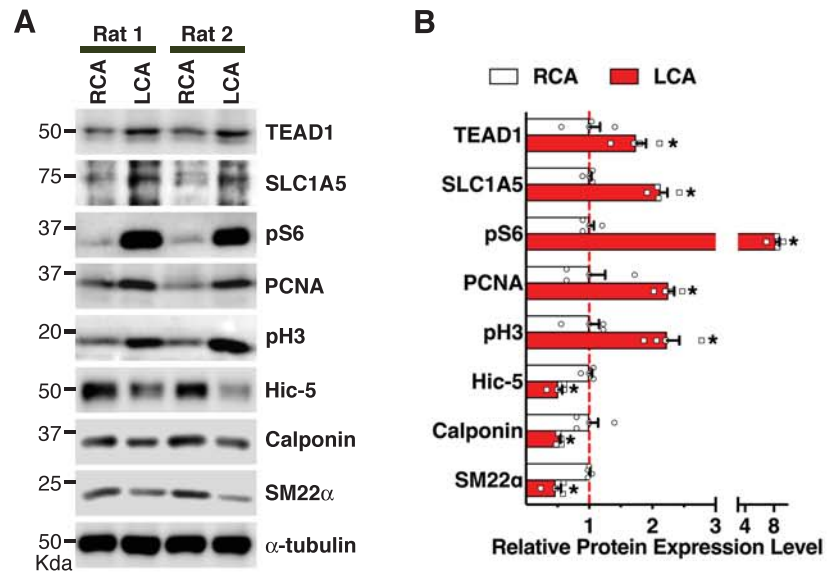 A
Rat 1 Rat 2
RCA LCA RCA LCA
50 TEAD1
75 SLC1A5
37 pS6
37 PCNA
20 pH3
50 Hic-5
37 Calponin
25 SM22α
50 α-tubulin
Kda
B
RCA LCA
TEAD1 *
SLC1A5 *
pS6 *
PCNA *
pH3 *
Hic-5 *
Calponin *
SM22α *
1 2 3 4 8
Relative Protein Expression Level